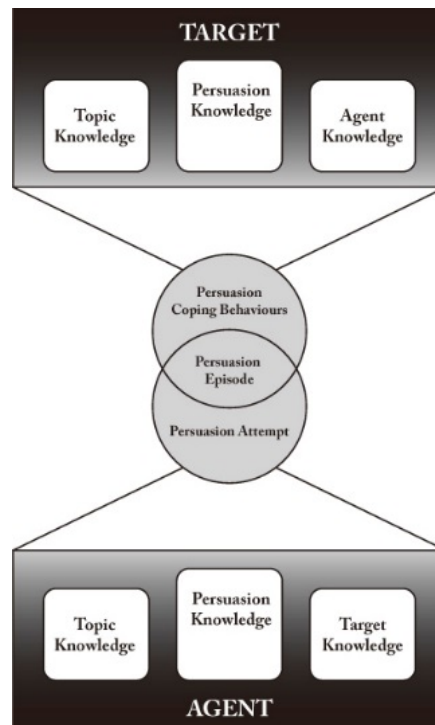 TARGET
Topic
Knowledge
Persuasion
Knowledge
Agent
Knowledge
Persuasion
Coping Behaviours
Persuasion
Episode
Persuasion Attempt
Topic
Knowledge
Persuasion
Knowledge
Target
Knowledge
AGENT